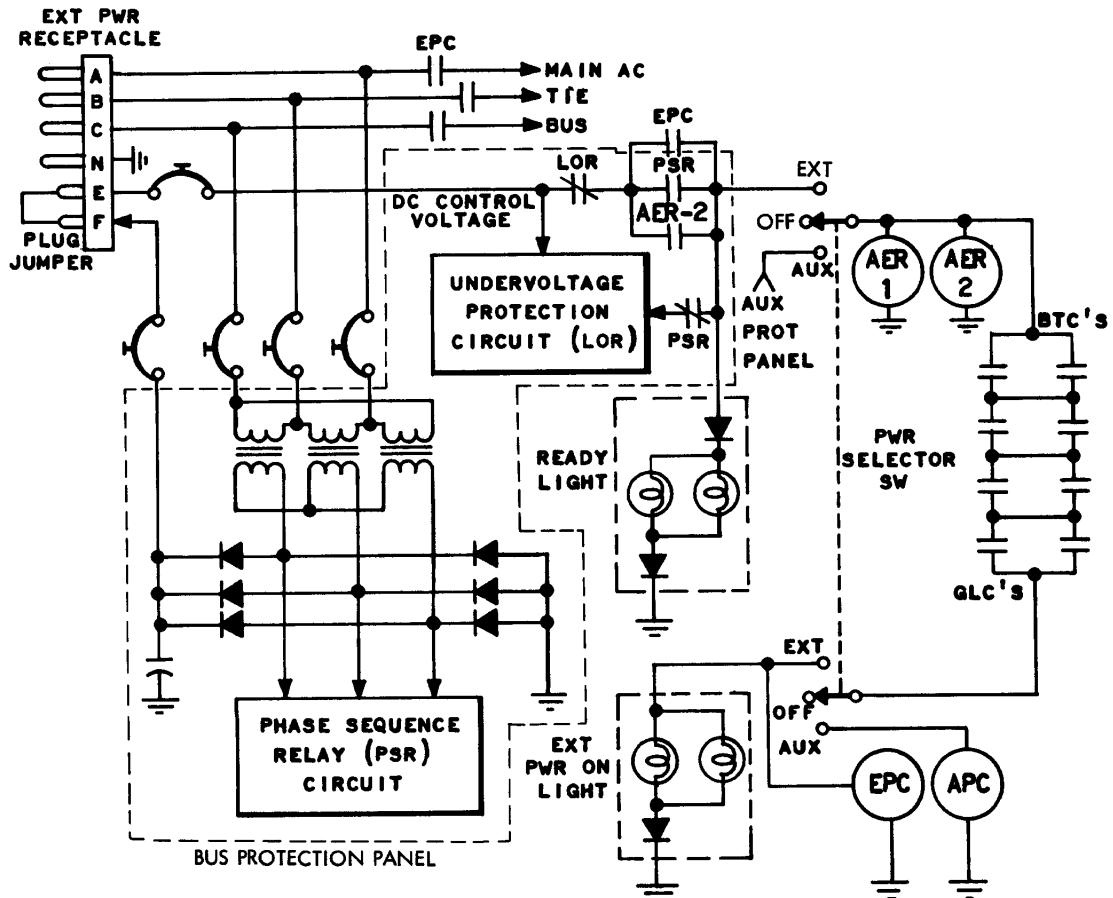 EXT PWR
RECEPTACLE
A
B
C
N
E
F
PLUG
JUMPER
EPC
MAIN AC
TIE
BUS
LOR
EPC
PSR
AER-2
DC CONTROL
VOLTAGE
UNDERVOLTAGE
PROTECTION
CIRCUIT (LOR)
PSR
EXT
OFF
AUX
AUX
PROT
PANEL
AER
1
AER
2
BTC'S
PWR
SELECTOR
SW
GLC'S
READY
LIGHT
PHASE SEQUENCE
RELAY (PSR)
CIRCUIT
BUS PROTECTION PANEL
EXT
PWR ON
LIGHT
EXT
OFF
AUX
EPC
APC